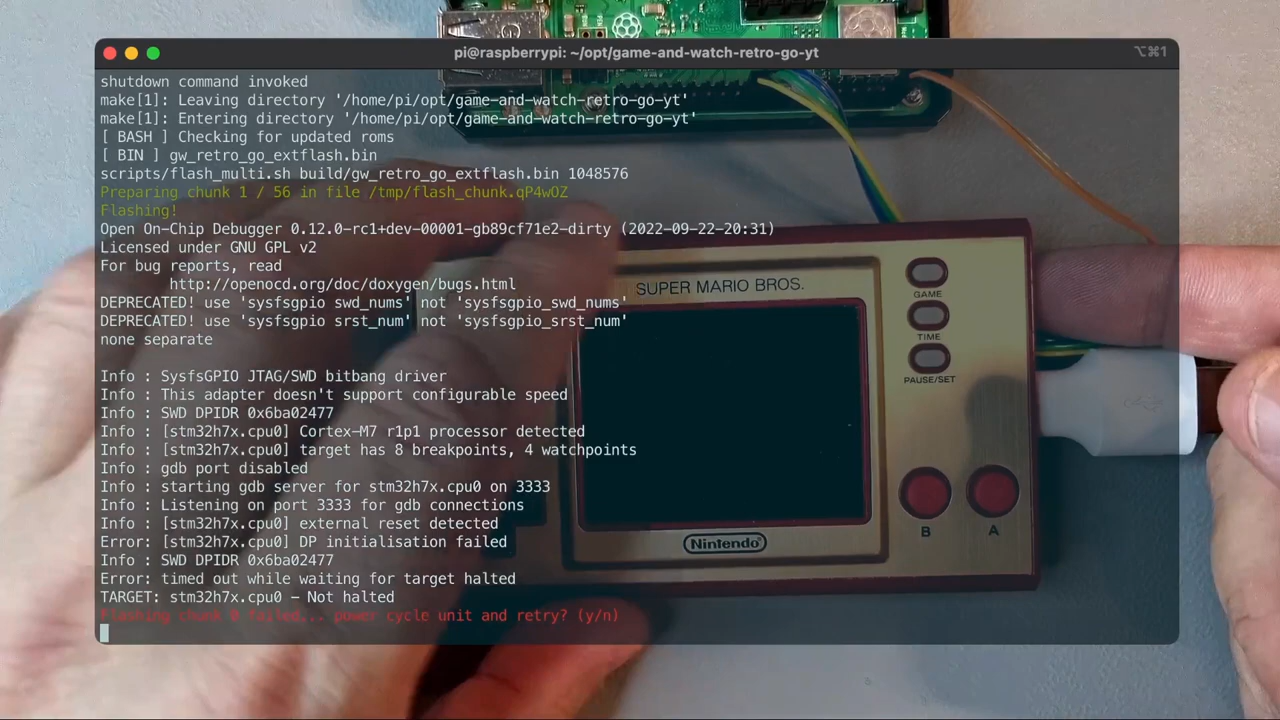 pi@raspberrypi: ~/opt/game-and-watch-retro-go-yt
⌥⌘1
shutdown command invoked
make[1]: Leaving directory '/home/pi/opt/game-and-watch-retro-go-yt'
make[1]: Entering directory '/home/pi/opt/game-and-watch-retro-go-yt'
[ BASH ] Checking for updated roms
[ BIN ] gw_retro_go_extflash.bin
scripts/flash_multi.sh build/gw_retro_go_extflash.bin 1048576
Preparing chunk 1 / 56 in file /tmp/flash_chunk.qP4wOZ
Flashing!
Open On-Chip Debugger 0.12.0-rc1+dev-00001-gb89cf71e2-dirty (2022-09-22-20:31)
Licensed under GNU GPL v2
For bug reports, read
http://openocd.org/doc/doxygen/bugs.html
DEPRECATED! use 'sysfsgpio swd_nums' not 'sysfsgpio_swd_nums'
DEPRECATED! use 'sysfsgpio srst_num' not 'sysfsgpio_srst_num'
none separate
Info : SysfsGPIO JTAG/SWD bitbang driver
Info : This adapter doesn't support configurable speed
Info : SWD DPIDR 0x6ba02477
Info : [stm32h7x.cpu0] Cortex-M7 r1p1 processor detected
Info : [stm32h7x.cpu0] target has 8 breakpoints, 4 watchpoints
Info : gdb port disabled
Info : starting gdb server for stm32h7x.cpu0 on 3333
Info : Listening on port 3333 for gdb connections
Info : [stm32h7x.cpu0] external reset detected
Error: [stm32h7x.cpu0] DP initialisation failed
Info : SWD DPIDR 0x6ba02477
Error: timed out while waiting for target halted
TARGET: stm32h7x.cpu0 - Not halted
Flashing chunk 0 failed... power cycle unit and retry? (y/n)
SUPER MARIO BROS.
GAME
TIME
PAUSE/SET
B
A
Nintendo